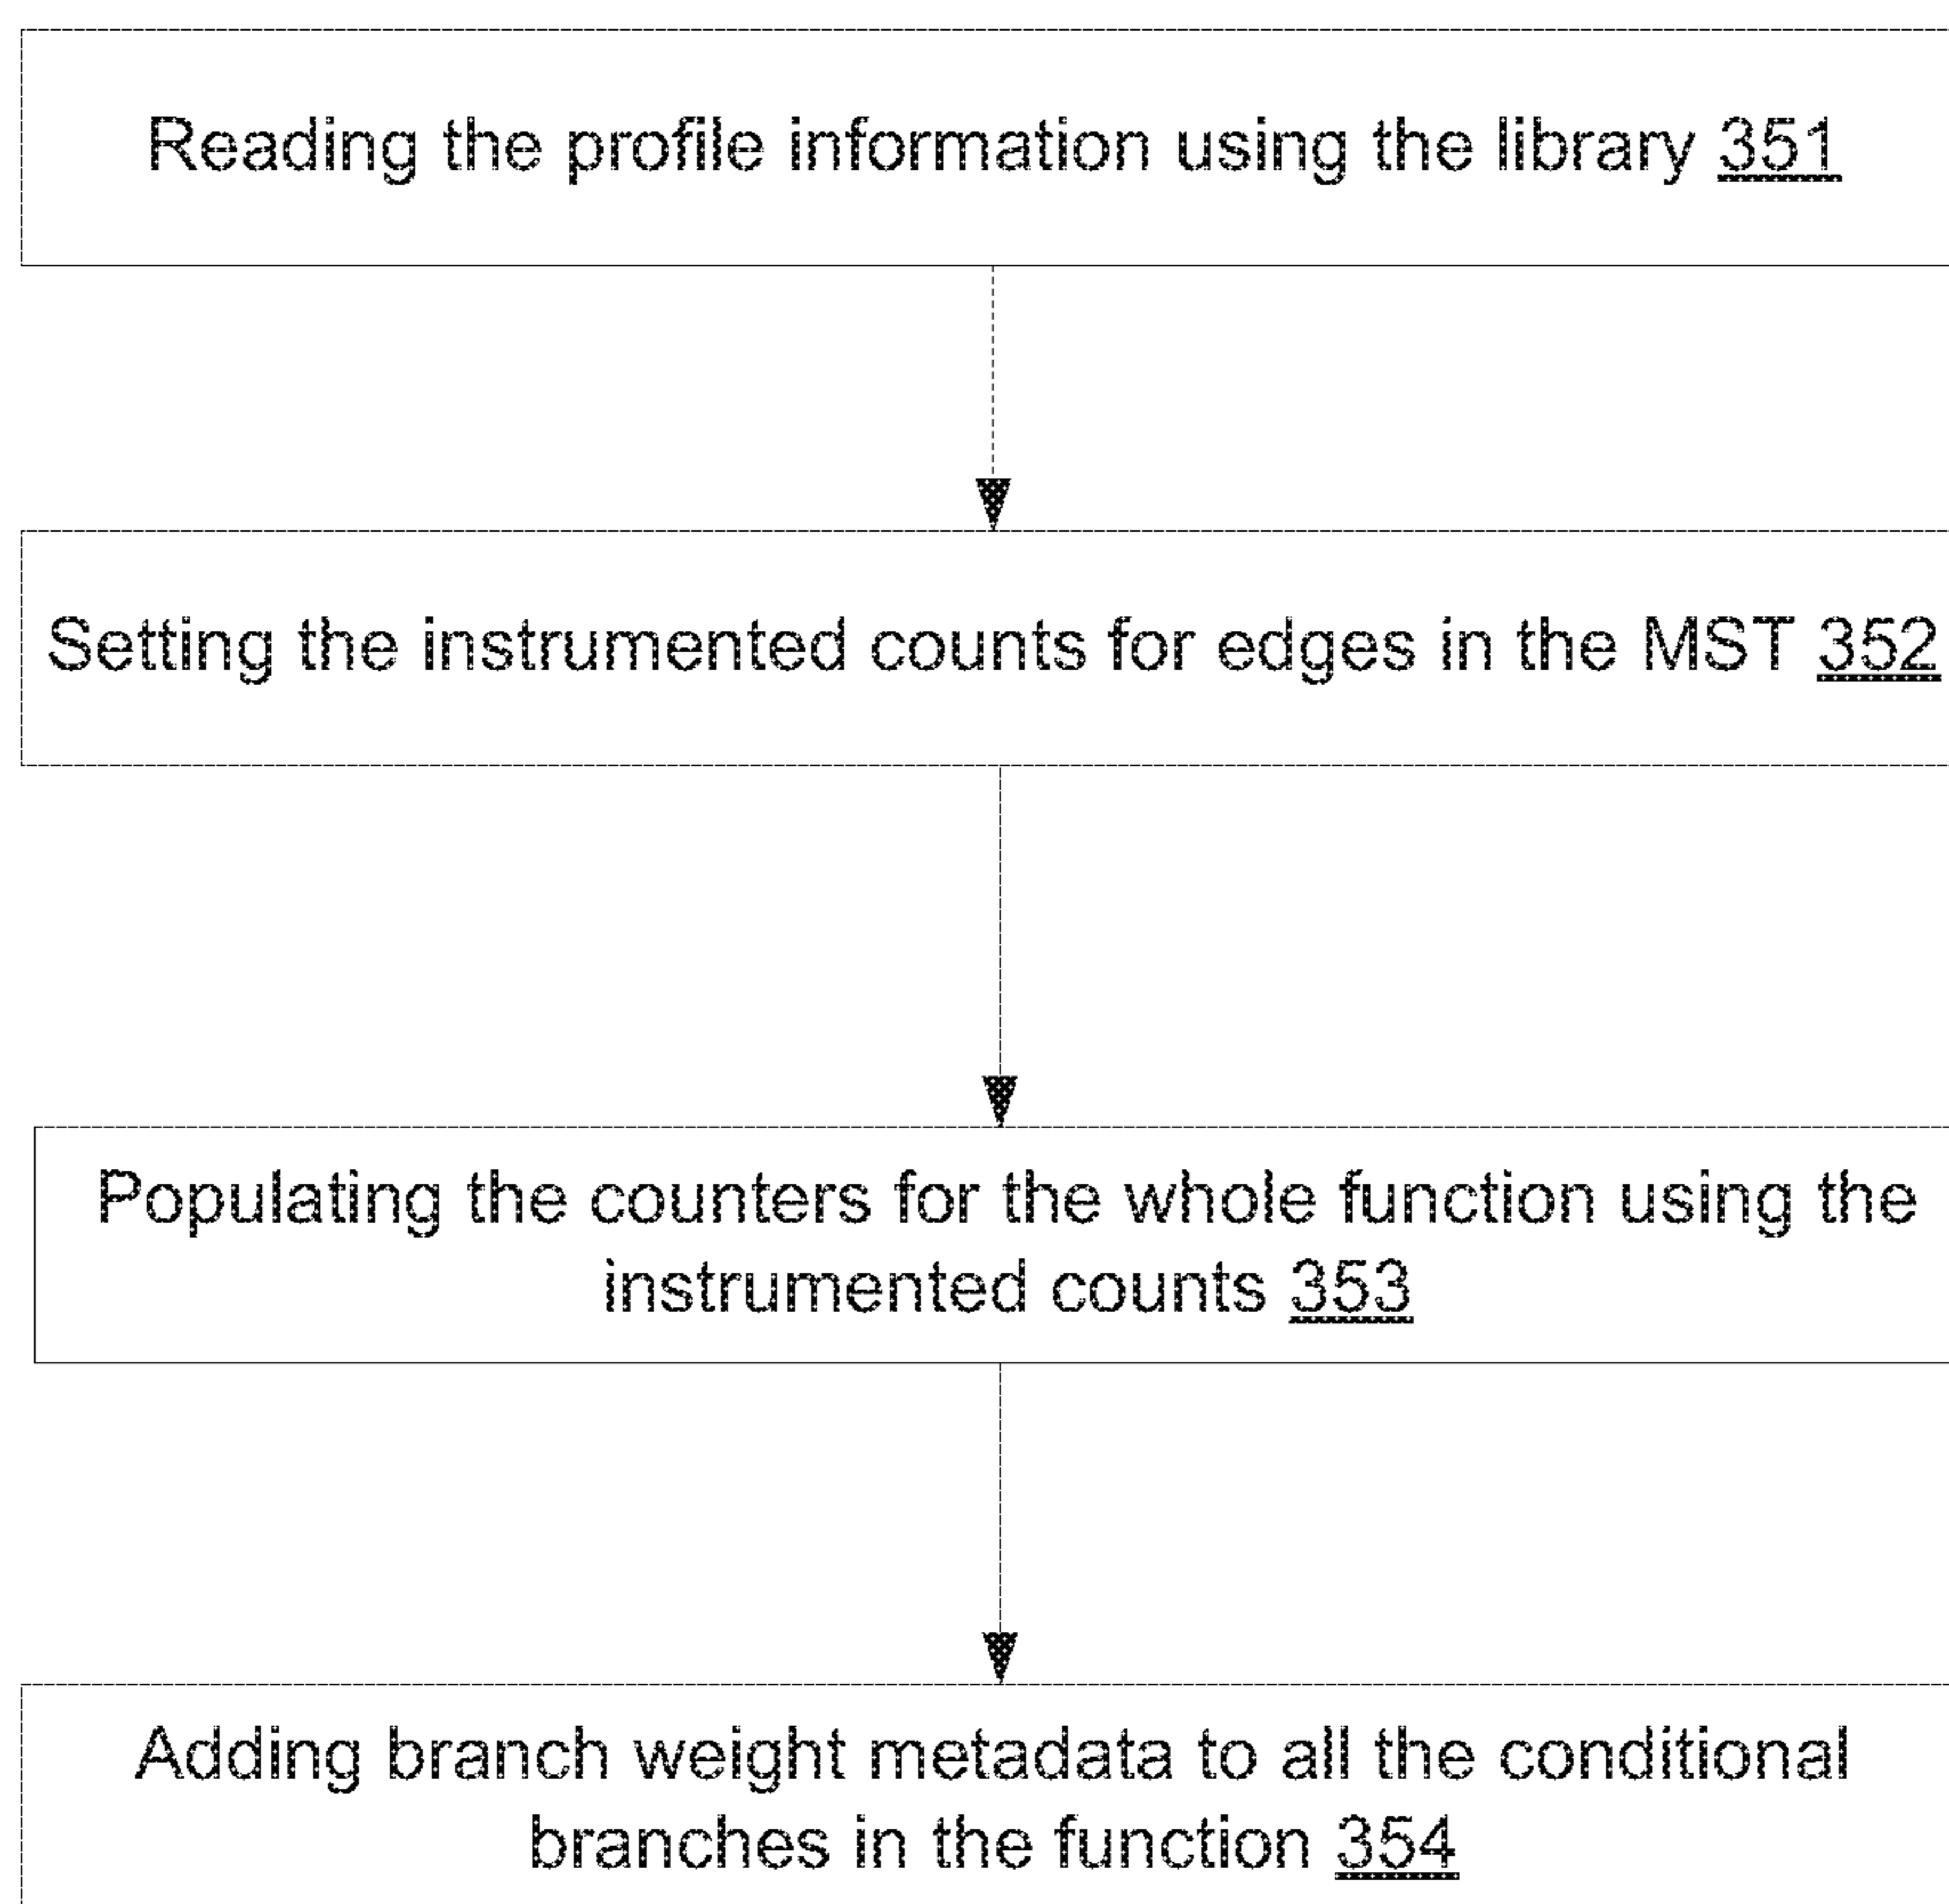 Reading the profile information using the library 351
Setting the instrumented counts for edges in the MST 352
Populating the counters for the whole function using the
instrumented counts 353
Adding branch weight metadata to all the conditional
branches in the function 354